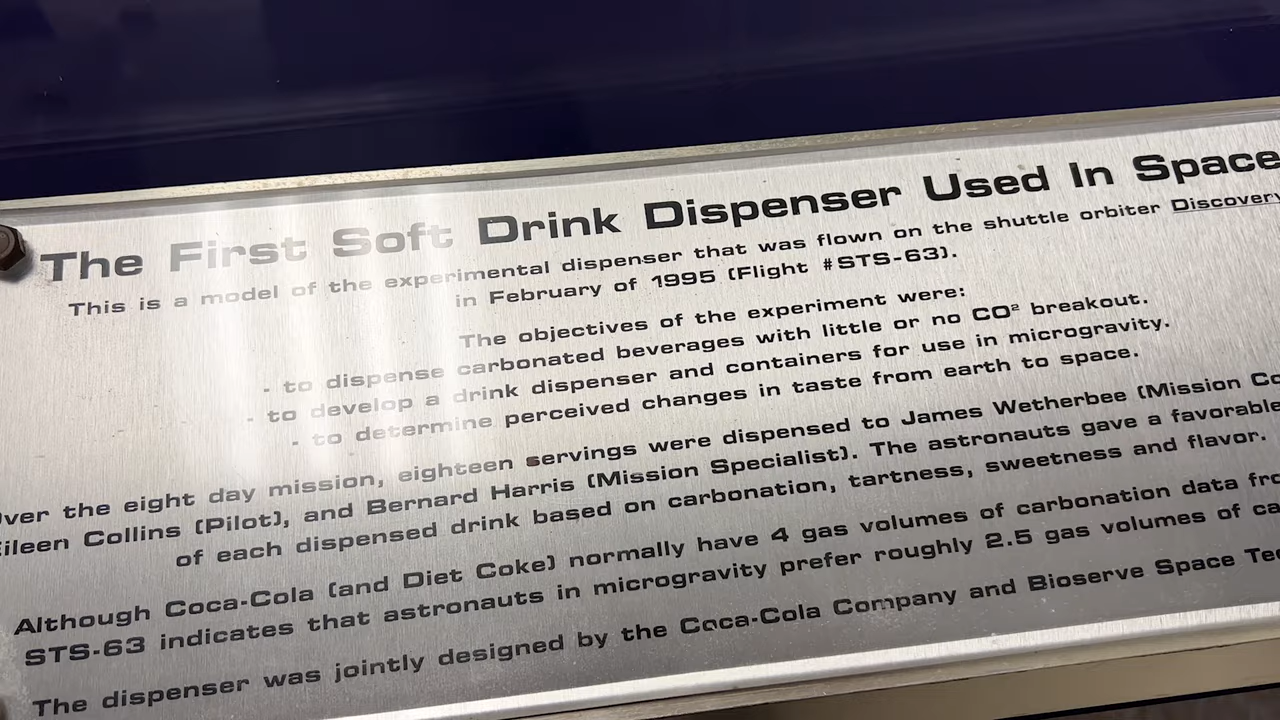 The First Soft Drink Dispenser Used In Space
This is a model of the experimental dispenser that was flown on the shuttle orbiter Discovery
in February of 1995 (Flight #STS-63).
The objectives of the experiment were:
- to dispense carbonated beverages with little or no CO² breakout.
- to develop a drink dispenser and containers for use in microgravity.
- to determine perceived changes in taste from earth to space.
Over the eight day mission, eighteen servings were dispensed to James Wetherbee (Mission
Eileen Collins (Pilot), and Bernard Harris (Mission Specialist). The astronauts gave a favorable
of each dispensed drink based on carbonation, tartness, sweetness and flavor.
Although Coca-Cola (and Diet Coke) normally have 4 gas volumes of carbonation data
STS-63 indicates that astronauts in microgravity prefer roughly 2.5 gas volumes of
The dispenser was jointly designed by the Coca-Cola Company and Bioserve Space